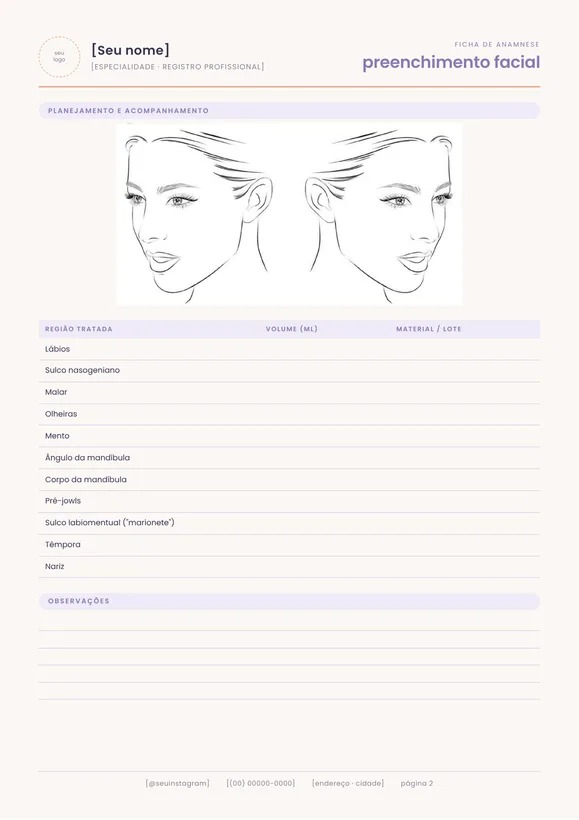 seu
logo
[Seu nome]
[ESPECIALIDADE · REGISTRO PROFISSIONAL]
FICHA DE ANAMNESE
preenchimento facial
PLANEJAMENTO E ACOMPANHAMENTO
REGIÃO TRATADA VOLUME (ML) MATERIAL / LOTE
Lábios
Sulco nasogeniano
Malar
Olheiras
Mento
Ângulo da mandíbula
Corpo da mandíbula
Pré-jowls
Sulco labiomentual ("marionete")
Têmpora
Nariz
OBSERVAÇÕES
[@seuinstagram] [(00) 00000-0000] [endereço · cidade] página 2